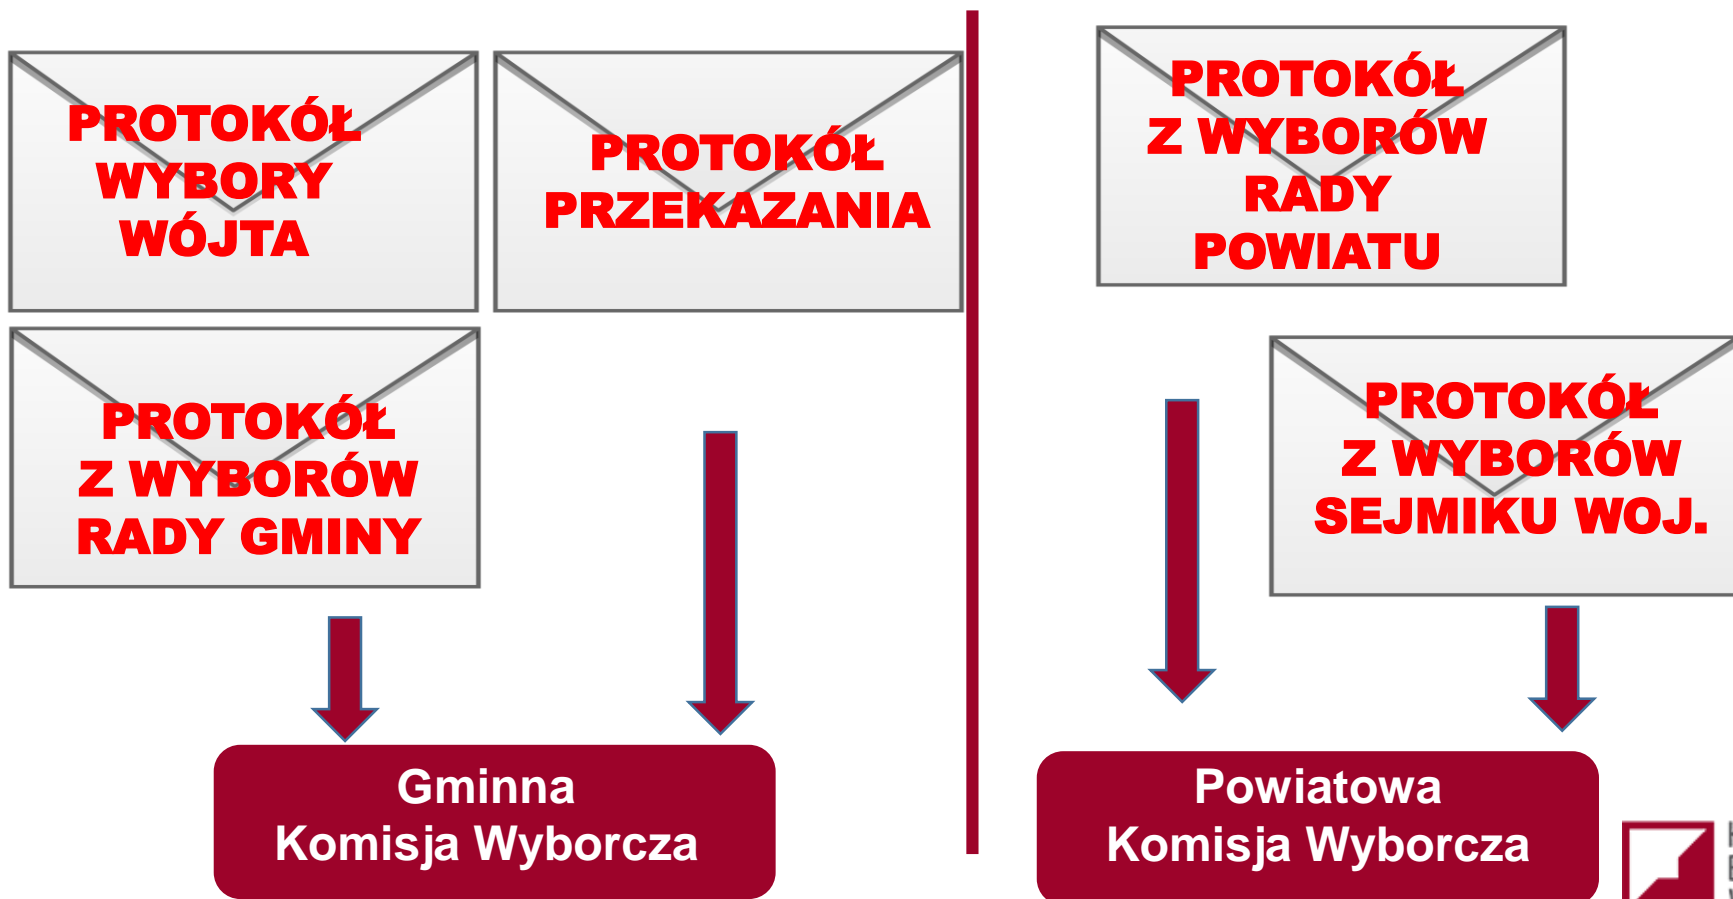 PROTOKÓŁ
WYBORY
WÓJTA
PROTOKÓŁ
PRZEKAZANIA
PROTOKÓŁ
Z WYBORÓW
RADY GMINY
Gminna
Komisja Wyborcza
PROTOKÓŁ
Z WYBORÓW
RADY
POWIATU
PROTOKÓŁ
Z WYBORÓW
SEJMIKU WOJ.
Powiatowa
Komisja Wyborcza